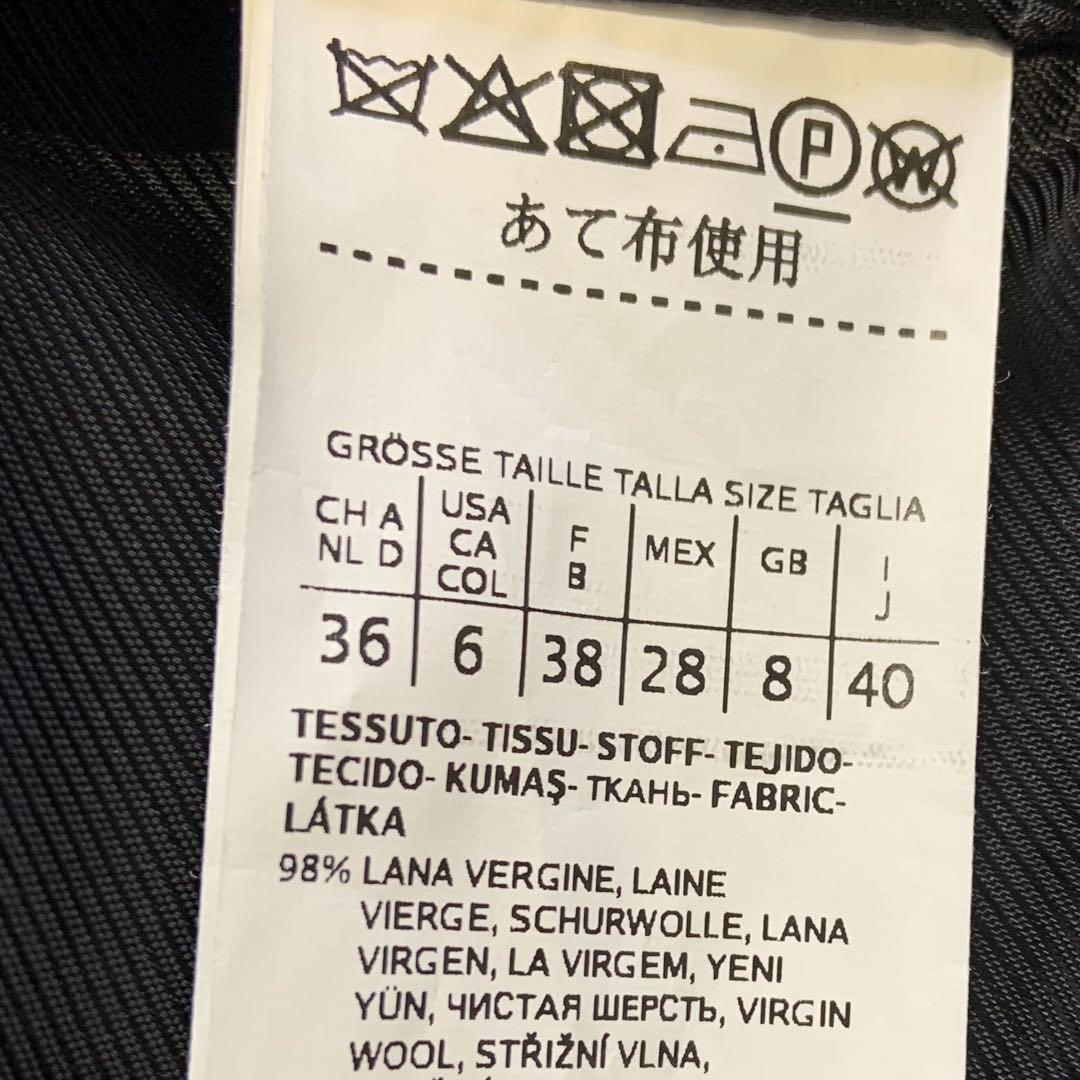 P W
あて布使用
GRÖSSE TAILLE TALLA SIZE TAGLIA
CH A NL D | USA CA COL | F B | MEX | GB | I J
36 | 6 | 38 | 28 | 8 | 40
TESSUTO- TISSU- STOFF- TEJIDO-
TECIDO- KUMAŞ- ТКАНЬ- FABRIC-
LÁTKA
98% LANA VERGINE, LAINE
VIERGE, SCHURWOLLE, LANA
VIRGEN, LA VIRGEM, YENI
YÜN, ЧИСТАЯ ШЕРСТЬ, VIRGIN
WOOL, STŘIŽNÍ VLNA,